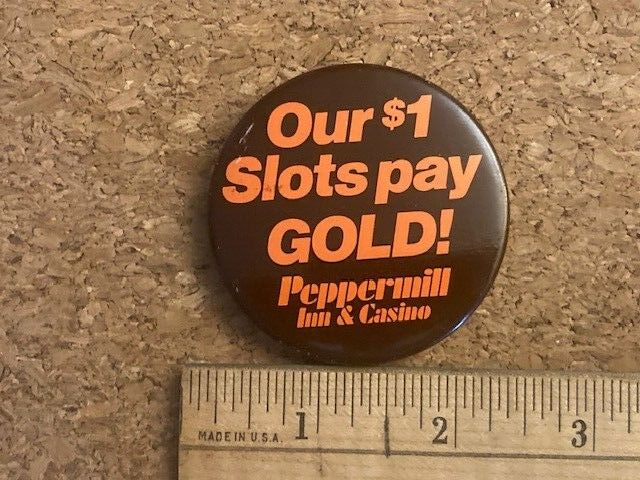 Our $1
Slots pay
GOLD!
Peppermill
Inn & Casino
MADE IN U.S.A. 1 2 3